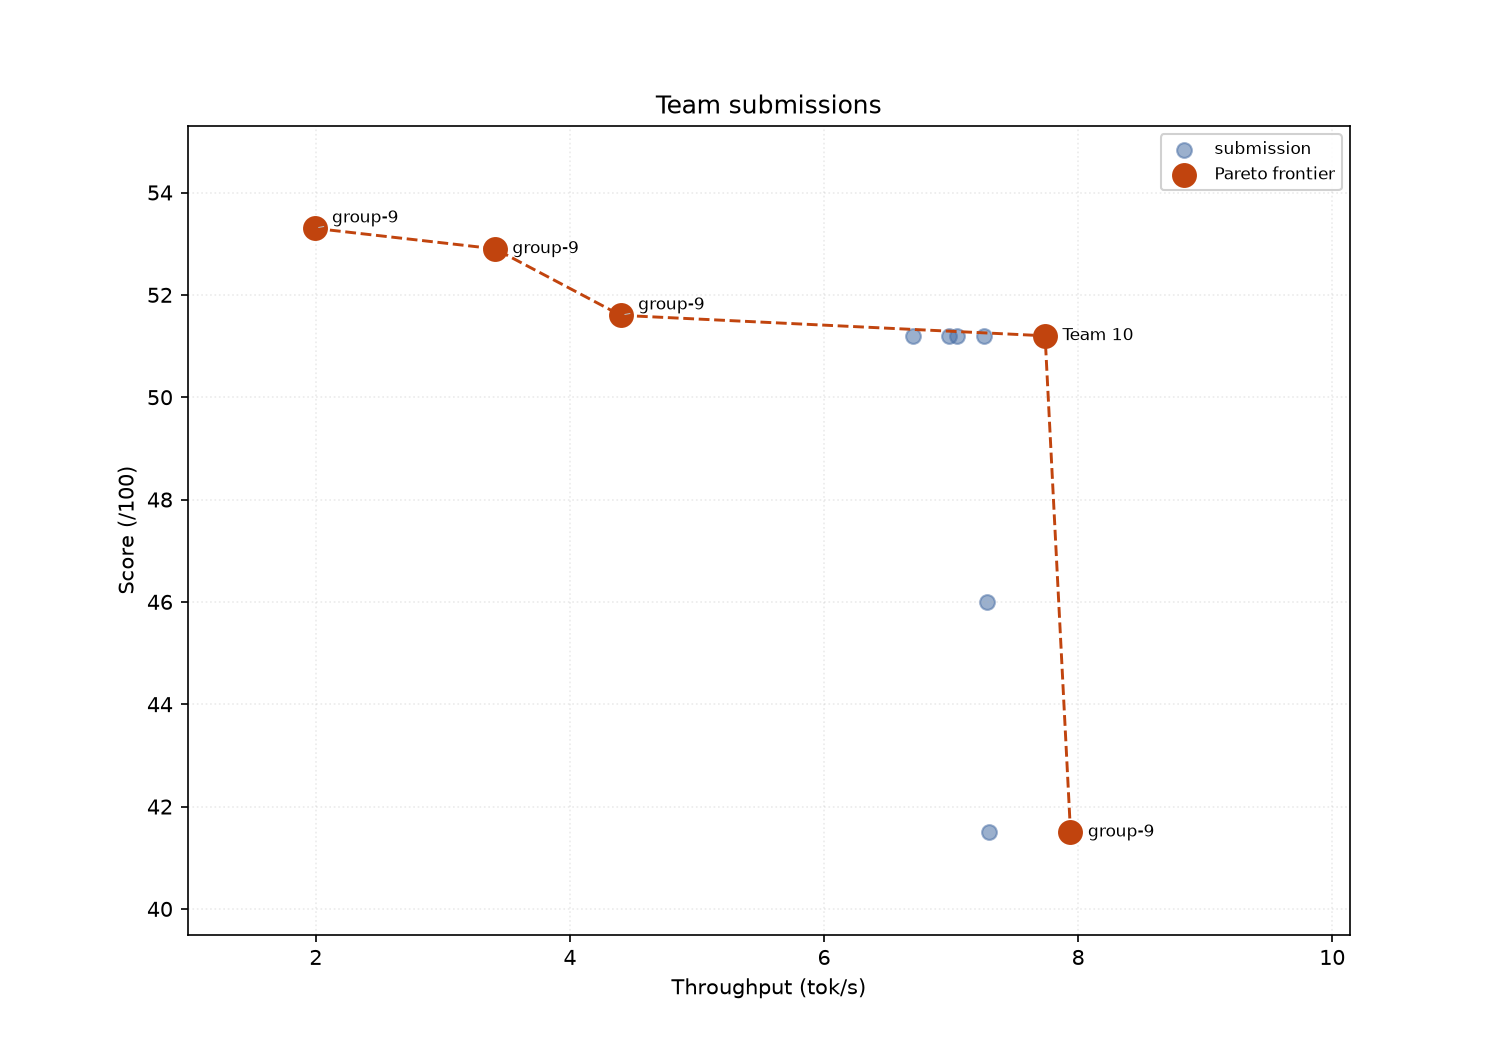 Team submissions
submission
Pareto frontier
54
52
50
48
46
44
42
40
Score (/100)
group-9
group-9
group-9
Team 10
group-9
2
4
6
8
10
Throughput (tok/s)